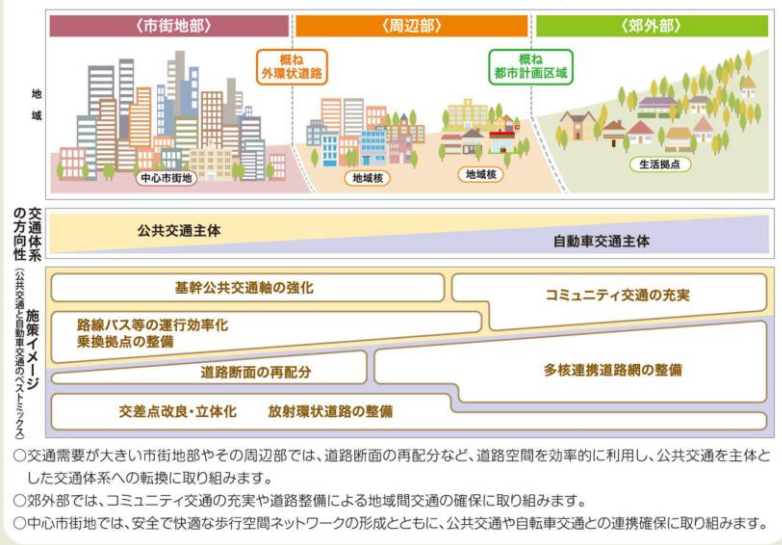 〈市街地部〉
〈周辺部〉
〈郊外部〉
概ね
外環状道路
概ね
都市計画区域
地域
中心市街地
地域核
地域核
生活拠点
交通体系
の方向性
公共交通主体
自動車交通主体
施策イメージ
(公共交通と自動車交通のベストミックス)
基幹公共交通軸の強化
コミュニティ交通の充実
路線バス等の運行効率化
乗換拠点の整備
道路断面の再配分
多核連携道路網の整備
交差点改良・立体化 放射環状道路の整備
○交通需要が大きい市街地部やその周辺部では、道路断面の再配分など、道路空間を効率的に利用し、公共交通を主体と
した交通体系への転換に取り組みます。
○郊外部では、コミュニティ交通の充実や道路整備による地域間交通の確保に取り組みます。
○中心市街地では、安全で快適な歩行空間ネットワークの形成とともに、公共交通や自転車交通との連携確保に取り組みます。